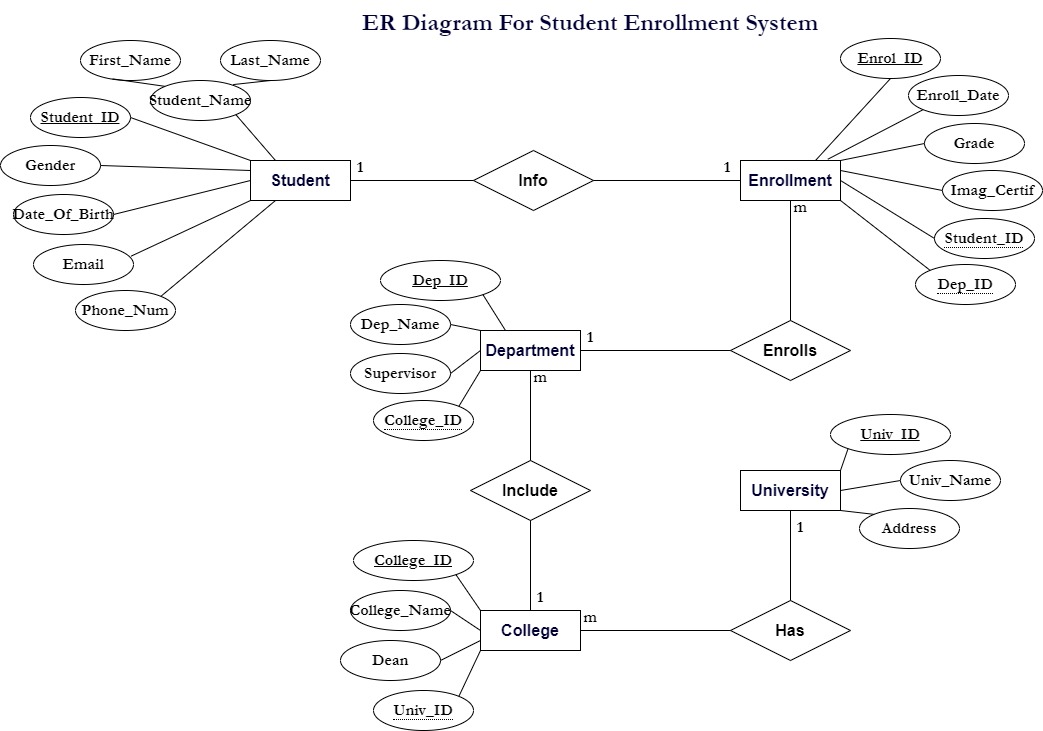 ER Diagram For Student Enrollment System
First_Name
Last_Name
Student_Name
Student_ID
Gender
Date_Of_Birth
Email
Phone_Num
Student
1
Info
1
Enrollment
m
Enrol_ID
Enroll_Date
Grade
Imag_Certif
Student_ID
Dep_ID
Dep_ID
Dep_Name
Supervisor
College_ID
Department
1
m
Enrolls
Include
Univ_ID
Univ_Name
Address
University
1
College_ID
College_Name
Dean
Univ_ID
1
College
m
Has